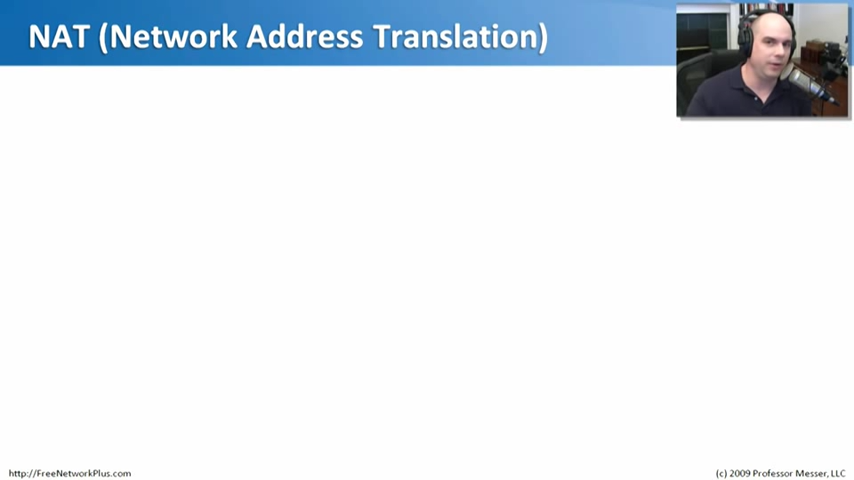 NAT (Network Address Translation)
http://FreeNetworkPlus.com
(c) 2009 Professor Messer, LLC